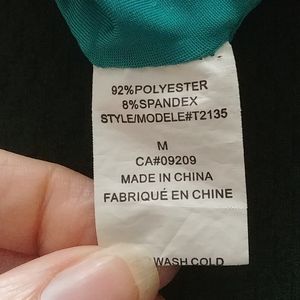 92%POLYESTER
8%SPANDEX
STYLE/MODELE#T2135
M
CA#09209
MADE IN CHINA
FABRIQUÉ EN CHINE
WASH COLD